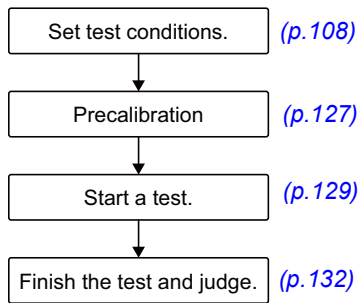 Set test conditions. (p.108)
Precalibration (p.127)
Start a test. (p.129)
Finish the test and judge. (p.132)